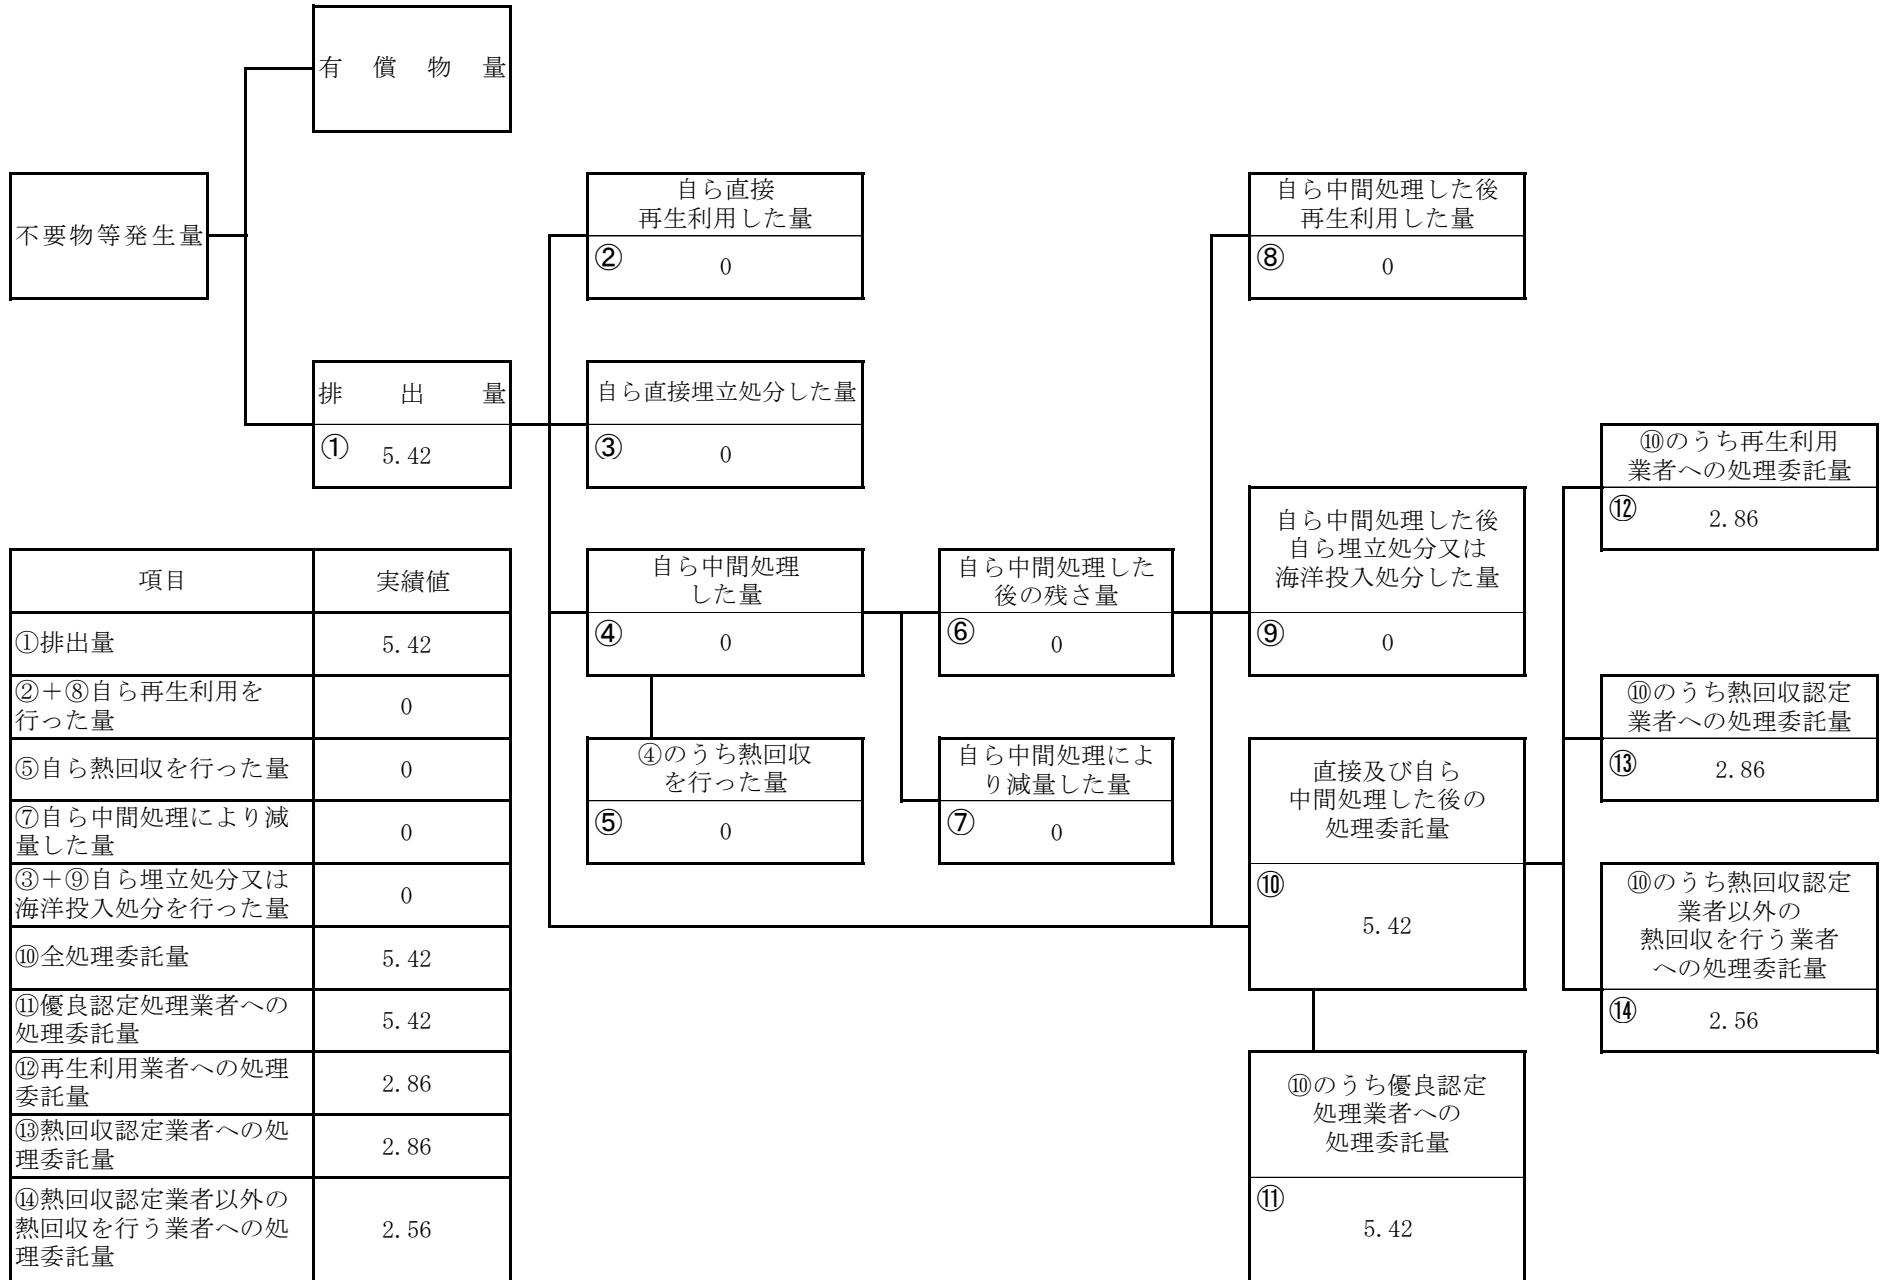 有償物量
不要物等発生量
自ら直接
再生利用した量
②
0
自ら中間処理した後
再生利用した量
⑧
0
排出量
①
5.42
自ら直接埋立処分した量
③
0
⑩のうち再生利用
業者への処理委託量
⑫
2.86
自ら中間処理
した量
④
0
自ら中間処理した
後の残さ量
⑥
0
自ら中間処理した後
自ら埋立処分又は
海洋投入処分した量
⑨
0
⑩のうち熱回収認定
業者への処理委託量
⑬
2.86
④のうち熱回収
を行った量
⑤
0
自ら中間処理によ
り減量した量
⑦
0
直接及び自ら
中間処理した後の
処理委託量
⑩
5.42
⑩のうち熱回収認定
業者以外の
熱回収を行う業者
への処理委託量
⑭
2.56
⑩のうち優良認定
処理業者への
処理委託量
⑪
5.42
項目
実績値
①排出量
5.42
②＋⑧自ら再生利用を
行った量
0
⑤自ら熱回収を行った量
0
⑦自ら中間処理により減
量した量
0
③＋⑨自ら埋立処分又は
海洋投入処分を行った量
0
⑩全処理委託量
5.42
⑪優良認定処理業者への
処理委託量
5.42
⑫再生利用業者への処理
委託量
2.86
⑬熱回収認定業者への処
理委託量
2.86
⑭熱回収認定業者以外の
熱回収を行う業者への処
理委託量
2.56